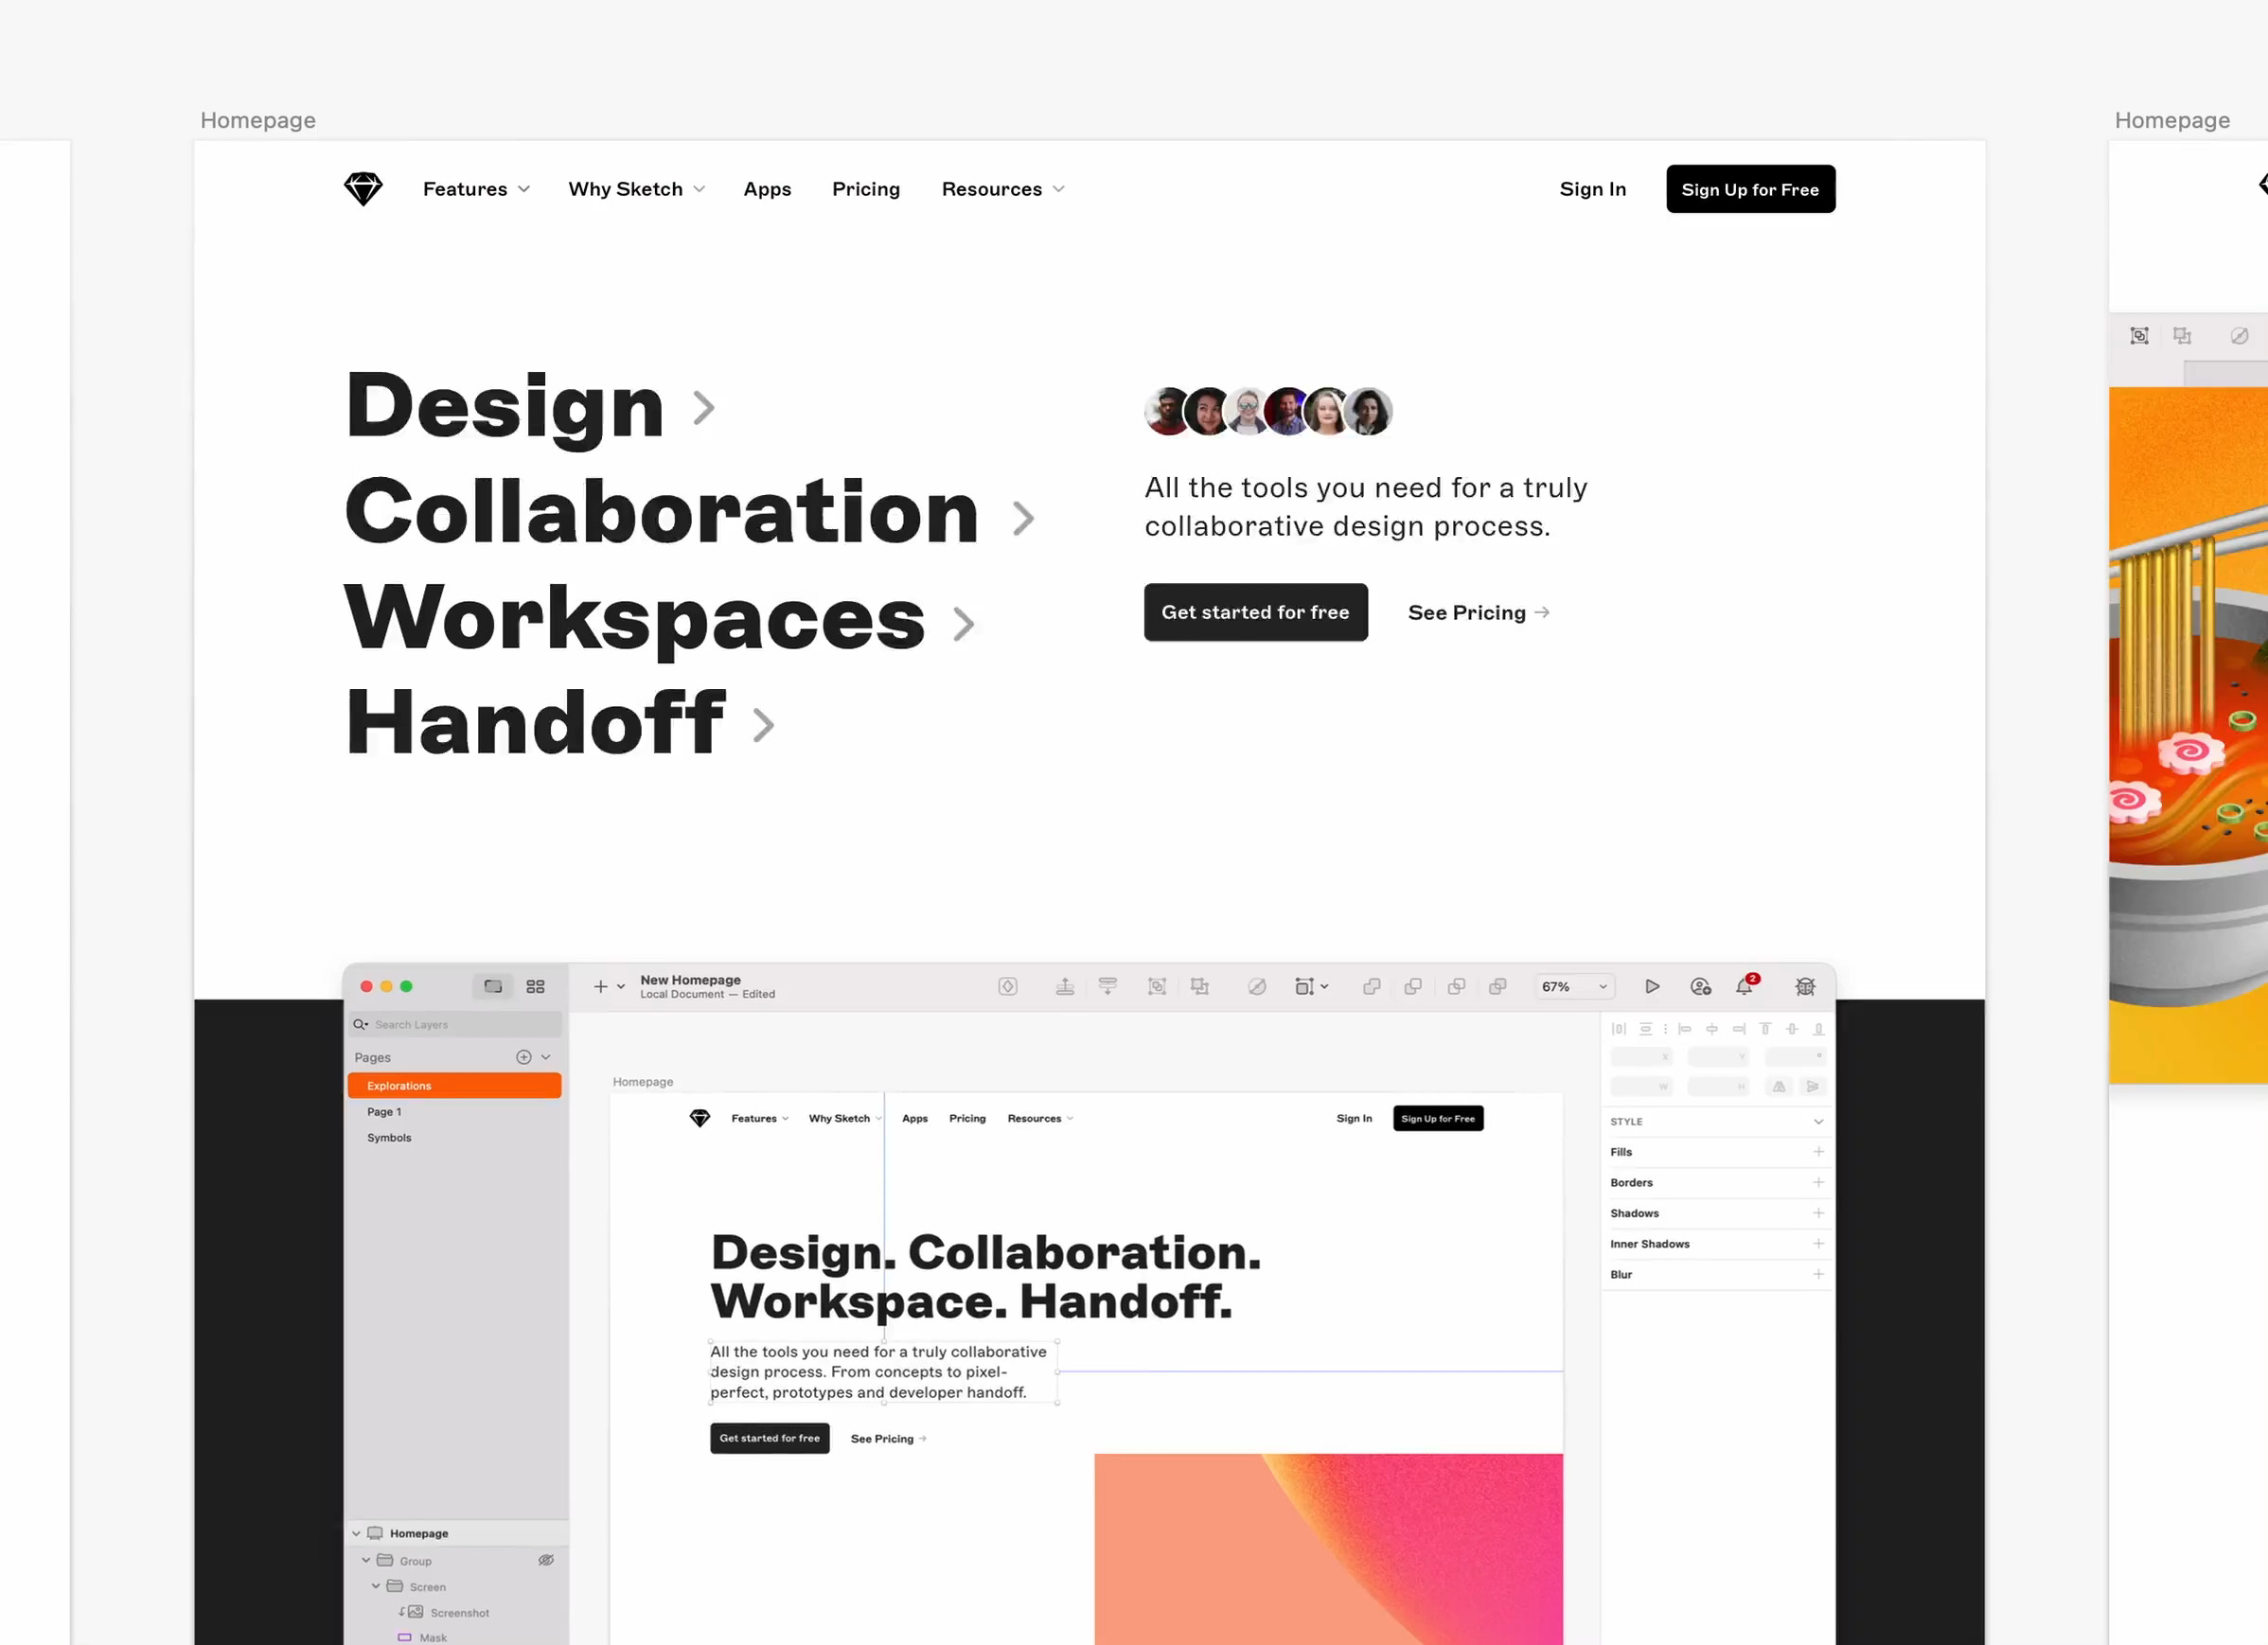 Homepage
Homepage
Features
Why Sketch
Apps
Pricing
Resources
Sign In
Sign Up for Free
Design
Collaboration
Workspaces
Handoff
All the tools you need for a truly
collaborative design process.
Get started for free
See Pricing
New Homepage
Local Document — Edited
67%
2
Search Layers
Pages
Explorations
Page 1
Symbols
Homepage
Group
Screen
Screenshot
Mask
Homepage
Features
Why Sketch
Apps
Pricing
Resources
Sign In
Sign Up for Free
Design. Collaboration.
Workspace. Handoff.
All the tools you need for a truly collaborative
design process. From concepts to pixel-
perfect, prototypes and developer handoff.
Get started for free
See Pricing
X
Y
°
W
H
STYLE
Fills
Borders
Shadows
Inner Shadows
Blur